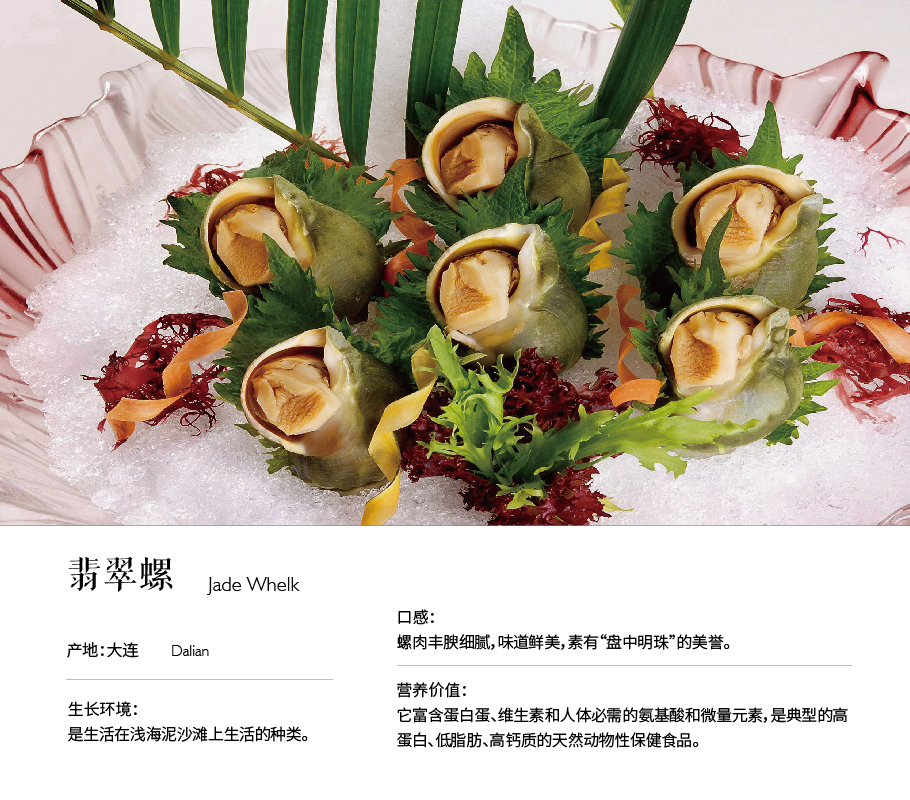 翡翠螺 Jade Whelk
产地：大连 Dalian
生长环境：
是生活在浅海泥沙滩上生活的种类。
口感：
螺肉丰腴细腻，味道鲜美，素有“盘中明珠”的美誉。
营养价值：
它富含蛋白蛋、维生素和人体必需的氨基酸和微量元素，是典型的高
蛋白、低脂肪、高钙质的天然动物性保健食品。